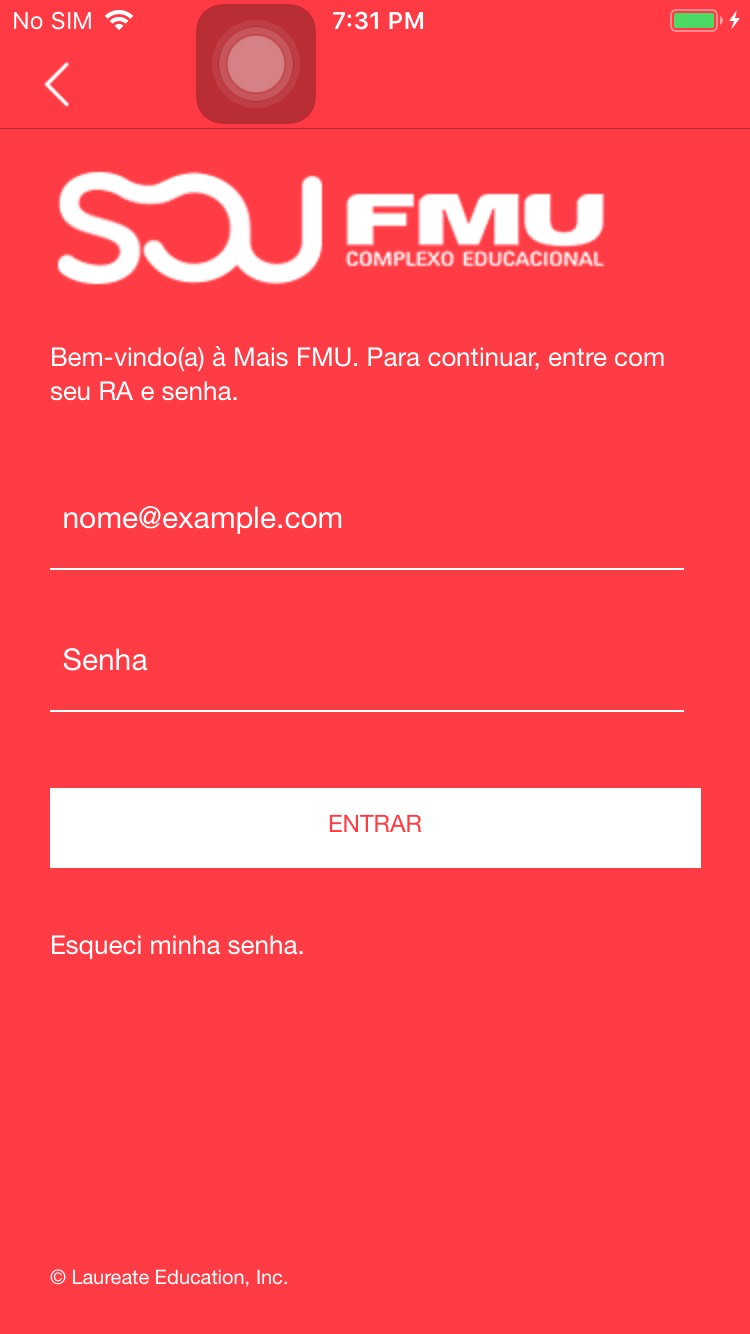 No SIM 7:31 PM
SOU FMU
COMPLEXO EDUCACIONAL
Bem-vindo(a) à Mais FMU. Para continuar, entre com
seu RA e senha.
nome@example.com
Senha
ENTRAR
Esqueci minha senha.
© Laureate Education, Inc.